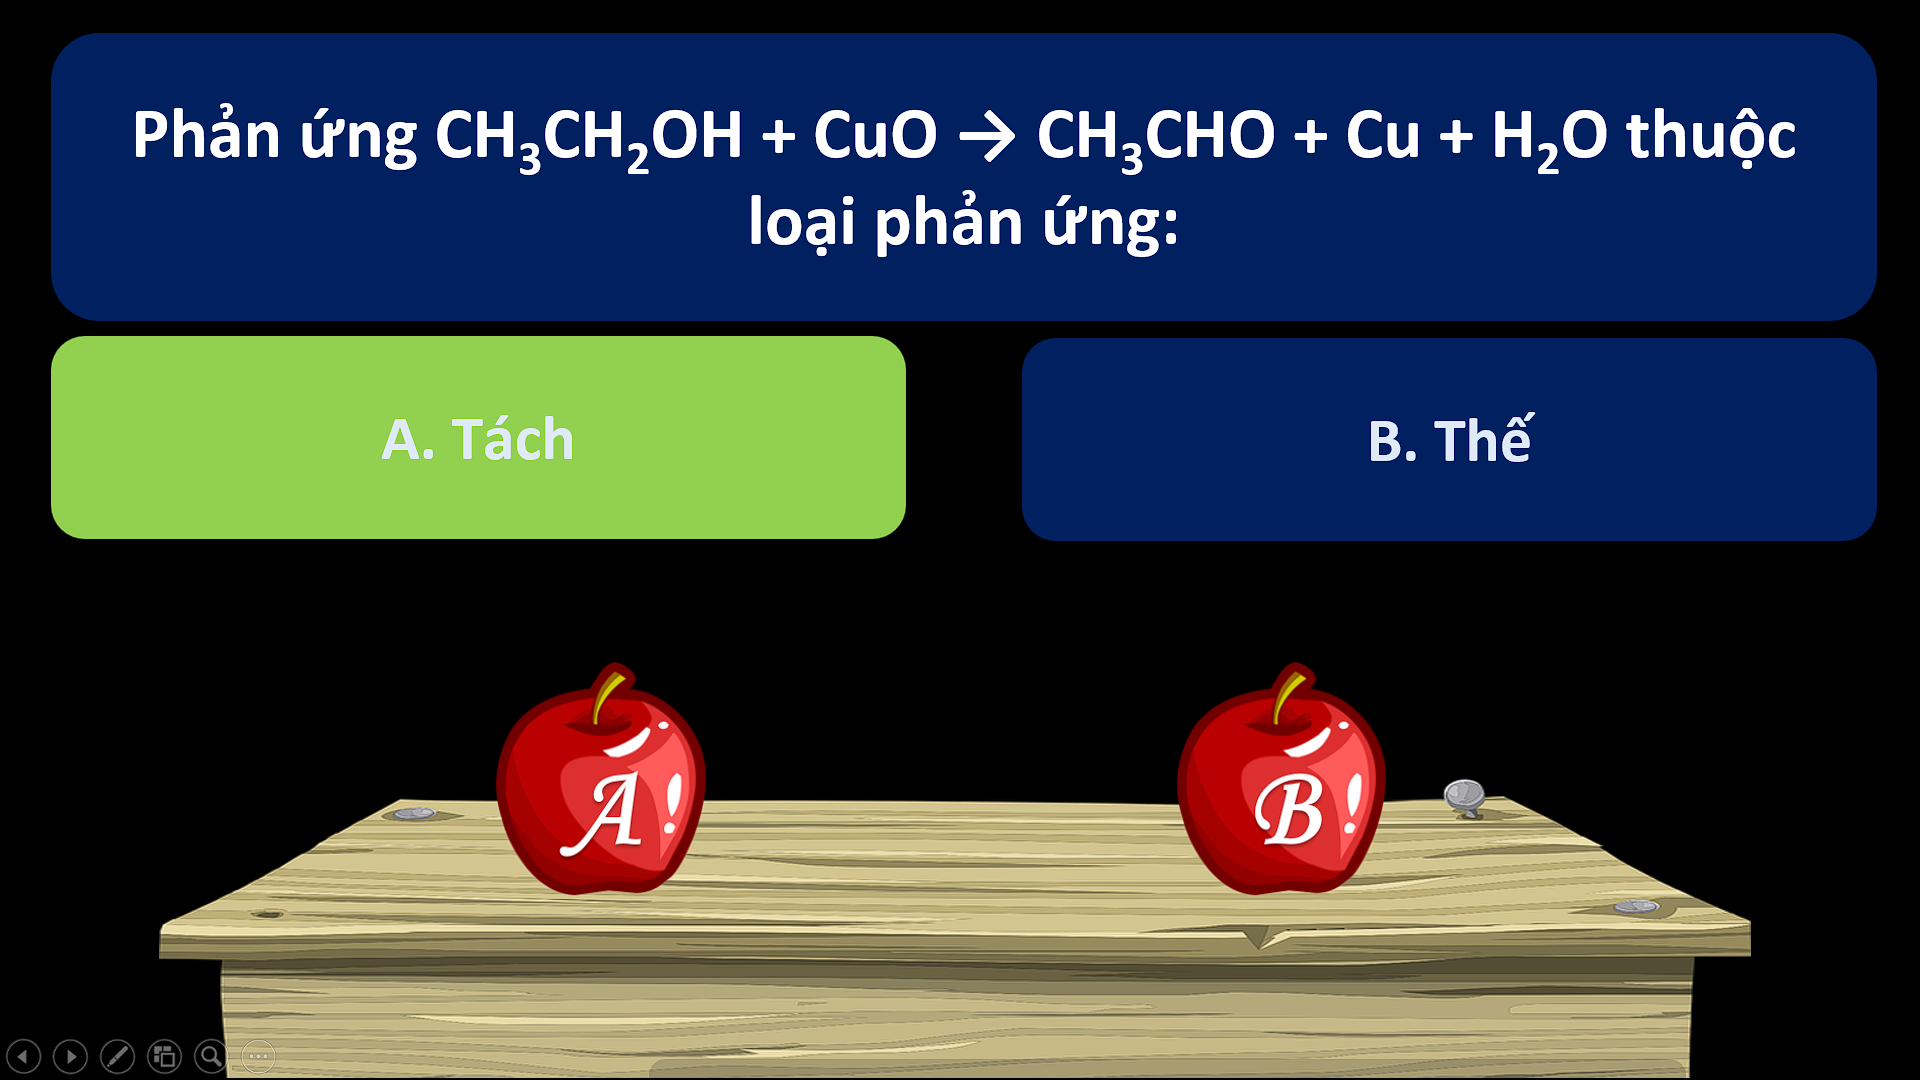 Phản ứng CH₃CH₂OH + CuO → CH₃CHO + Cu + H₂O thuộc
loại phản ứng:
A. Tách
B. Thế
A
B